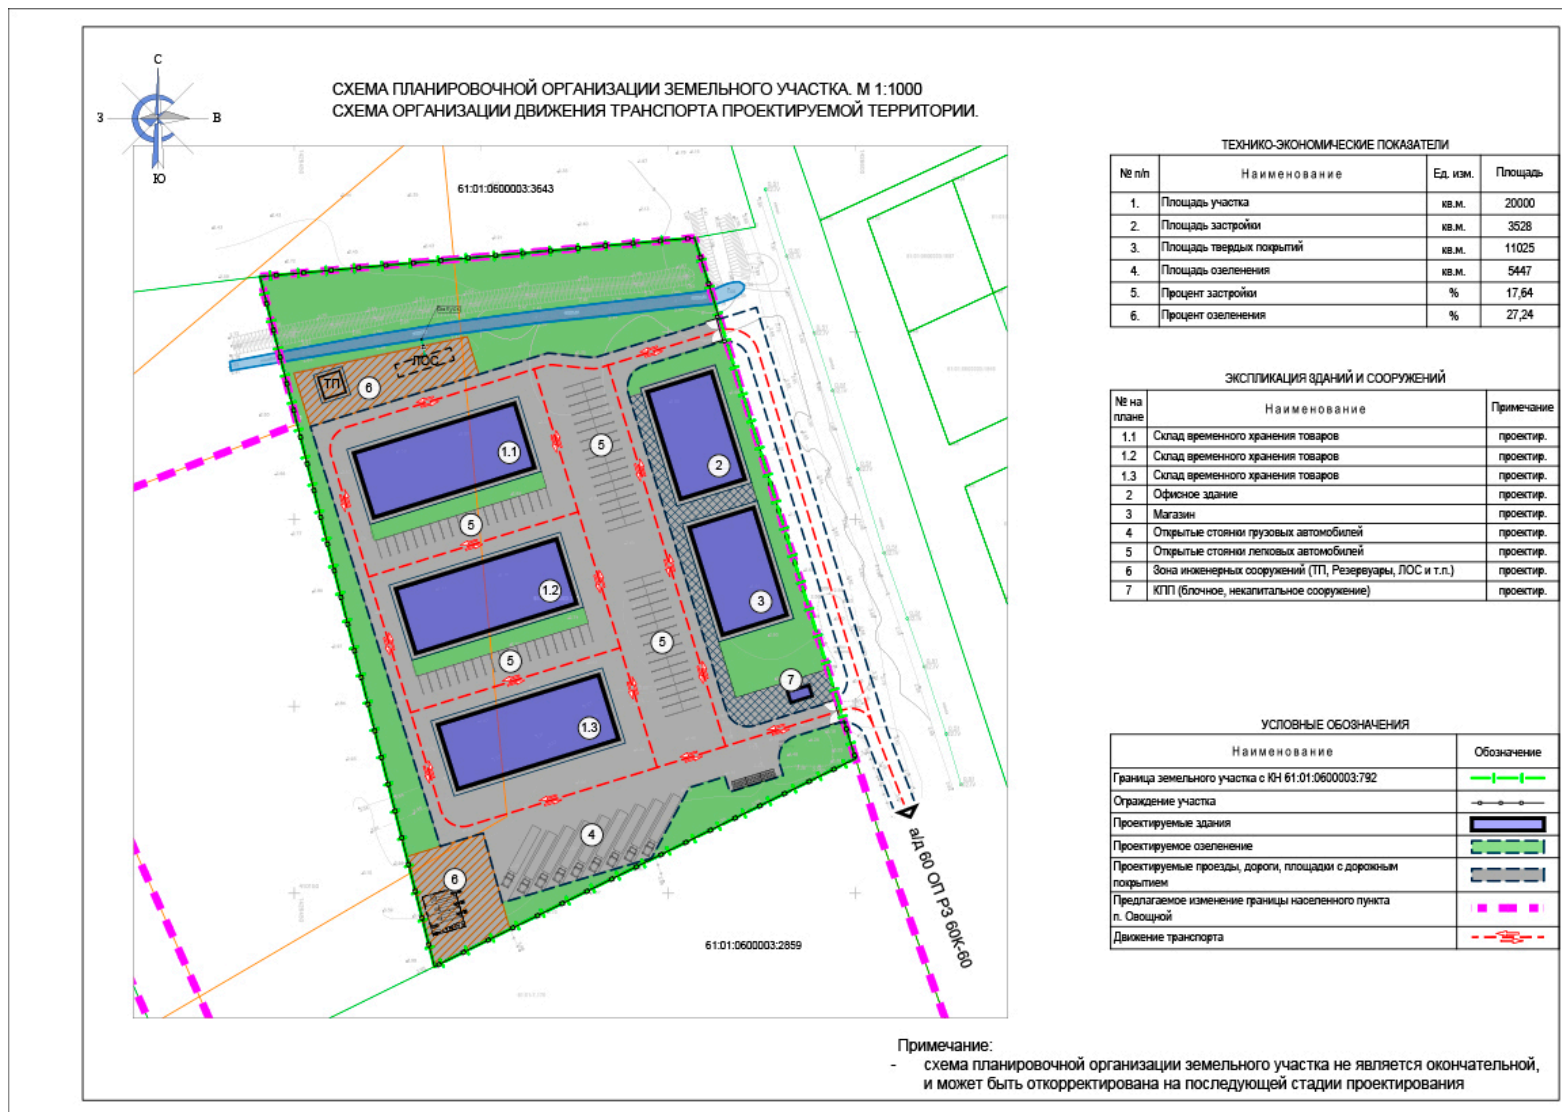 С
З
В
Ю
СХЕМА ПЛАНИРОВОЧНОЙ ОРГАНИЗАЦИИ ЗЕМЕЛЬНОГО УЧАСТКА. М 1:1000
СХЕМА ОРГАНИЗАЦИИ ДВИЖЕНИЯ ТРАНСПОРТА ПРОЕКТИРУЕМОЙ ТЕРРИТОРИИ.
61:01:0600003:3643
ЛОС
ТП
6
1.1
5
2
5
1.2
3
5
5
7
1.3
4
6
а/д 60 ОП РЗ 60К-60
61:01:0600003:2859
ТЕХНИКО-ЭКОНОМИЧЕСКИЕ ПОКАЗАТЕЛИ
№ п/п Наименование Ед. изм. Площадь
1. Площадь участка кв.м. 20000
2. Площадь застройки кв.м. 3528
3. Площадь твердых покрытий кв.м. 11025
4. Площадь озеленения кв.м. 5447
5. Процент застройки % 17,64
6. Процент озеленения % 27,24
ЭКСПЛИКАЦИЯ ЗДАНИЙ И СООРУЖЕНИЙ
№ на
плане Наименование Примечание
1.1 Склад временного хранения товаров проектир.
1.2 Склад временного хранения товаров проектир.
1.3 Склад временного хранения товаров проектир.
2 Офисное здание проектир.
3 Магазин проектир.
4 Открытые стоянки грузовых автомобилей проектир.
5 Открытые стоянки легковых автомобилей проектир.
6 Зона инженерных сооружений (ТП, Резервуары, ЛОС и т.п.) проектир.
7 КПП (блочное, некапитальное сооружение) проектир.
УСЛОВНЫЕ ОБОЗНАЧЕНИЯ
Наименование Обозначение
Граница земельного участка с КН 61:01:0600003:792
Ограждение участка
Проектируемые здания
Проектируемое озеленение
Проектируемые проезды, дороги, площадки с дорожным
покрытием
Предлагаемое изменение границы населенного пункта
п. Овощной
Движение транспорта
Примечание:
- схема планировочной организации земельного участка не является окончательной,
и может быть откорректирована на последующей стадии проектирования